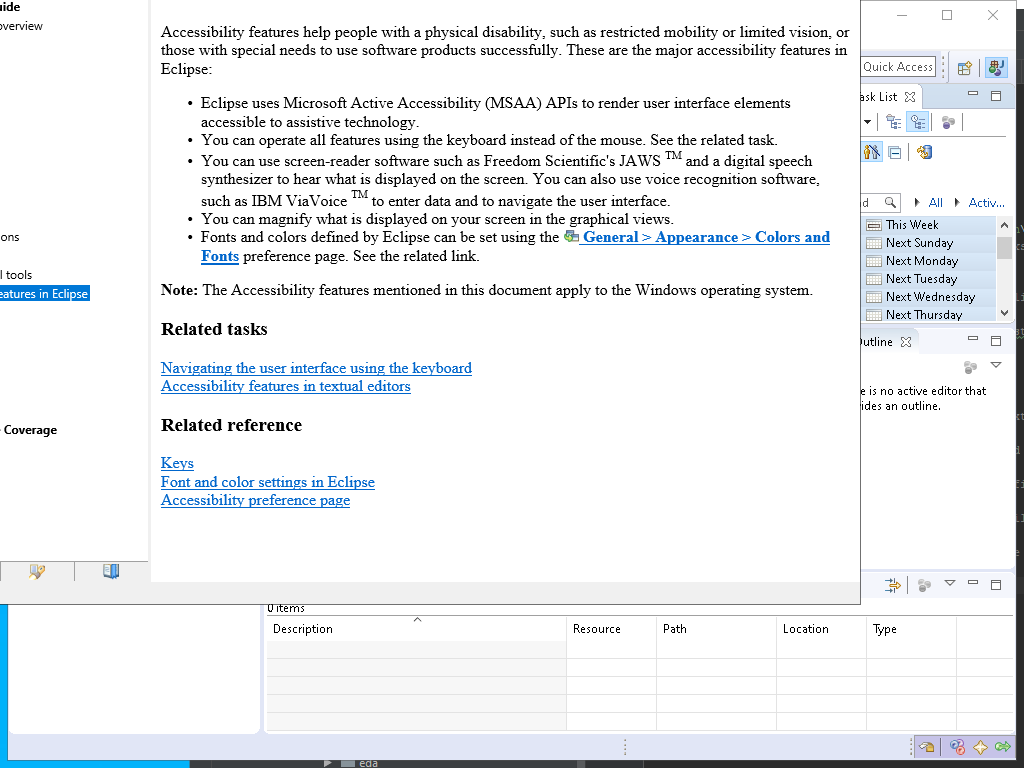 uide
overview
ons
l tools
eatures in Eclipse
Coverage
Accessibility features help people with a physical disability, such as restricted mobility or limited vision, or
those with special needs to use software products successfully. These are the major accessibility features in
Eclipse:
• Eclipse uses Microsoft Active Accessibility (MSAA) APIs to render user interface elements
accessible to assistive technology.
• You can operate all features using the keyboard instead of the mouse. See the related task.
• You can use screen-reader software such as Freedom Scientific's JAWS TM and a digital speech
synthesizer to hear what is displayed on the screen. You can also use voice recognition software,
such as IBM ViaVoice TM to enter data and to navigate the user interface.
• You can magnify what is displayed on your screen in the graphical views.
• Fonts and colors defined by Eclipse can be set using the General > Appearance > Colors and
Fonts preference page. See the related link.
Note: The Accessibility features mentioned in this document apply to the Windows operating system.
Related tasks
Navigating the user interface using the keyboard
Accessibility features in textual editors
Related reference
Keys
Font and color settings in Eclipse
Accessibility preference page
Quick Access
ask List
d All Activ...
This Week
Next Sunday
Next Monday
Next Tuesday
Next Wednesday
Next Thursday
Outline
e is no active editor that
ides an outline.
0 items
Description Resource Path Location Type
eda